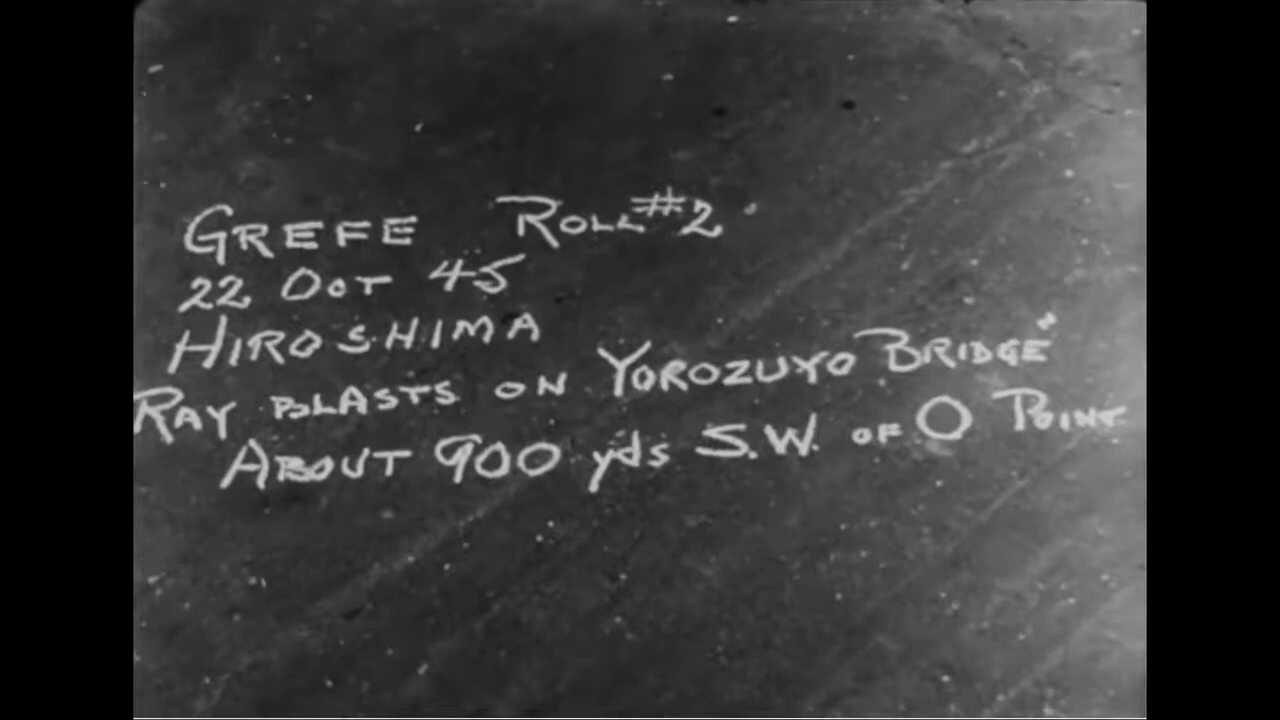 GREFE ROLL #2
22 OCT 45
HIROSHIMA
RAY BLASTS ON YOROZUYO BRIDGE"
ABOUT 900 yds S.W. OF O POINT